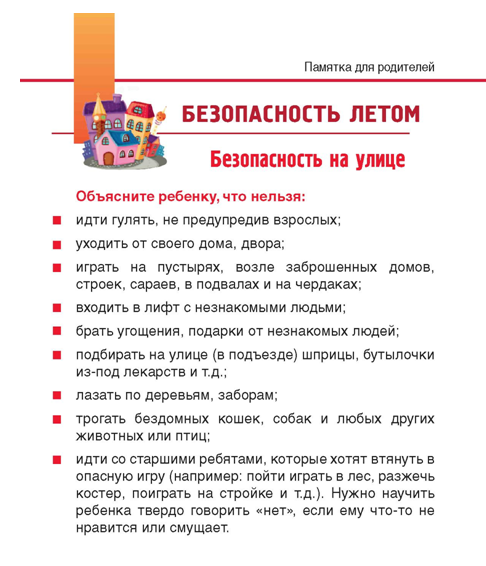 Памятка для родителей
БЕЗОПАСНОСТЬ ЛЕТОМ
Безопасность на улице
Объясните ребенку, что нельзя:
идти гулять, не предупредив взрослых;
уходить от своего дома, двора;
играть на пустырях, возле заброшенных домов,
строек, сараев, в подвалах и на чердаках;
входить в лифт с незнакомыми людьми;
брать угощения, подарки от незнакомых людей;
подбирать на улице (в подъезде) шприцы, бутылочки
из-под лекарств и т.д.;
лазать по деревьям, заборам;
трогать бездомных кошек, собак и любых других
животных или птиц;
идти со старшими ребятами, которые хотят втянуть в
опасную игру (например: пойти играть в лес, разжечь
костер, поиграть на стройке и т.д.). Нужно научить
ребенка твердо говорить «нет», если ему что-то не
нравится или смущает.